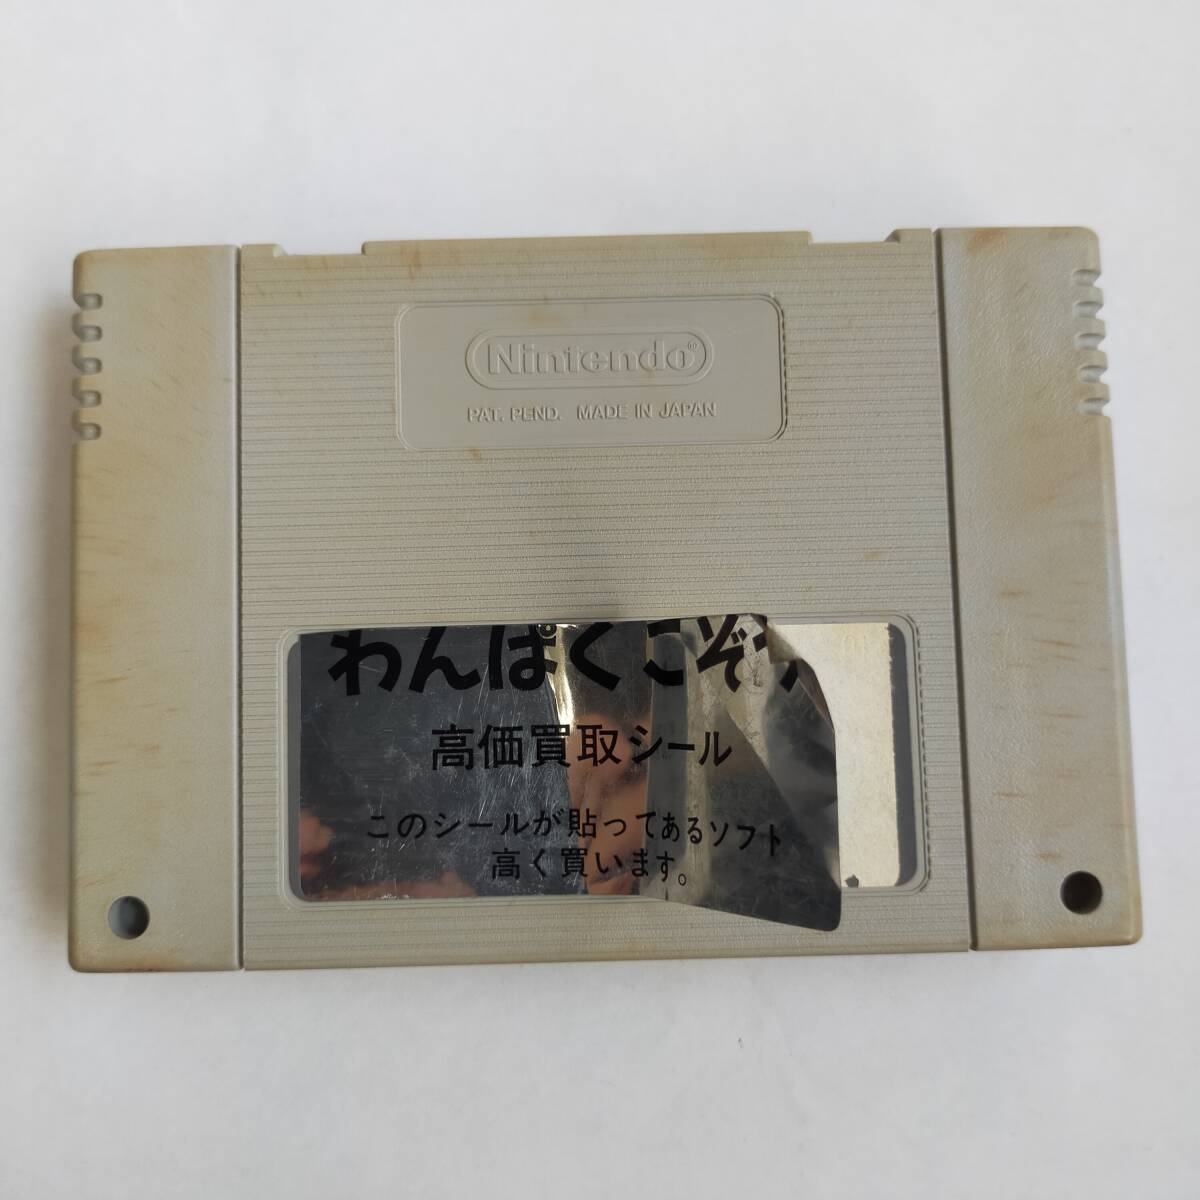 Nintendo®
PAT. PEND. MADE IN JAPAN
わんぱくこぞう
高価買取シール
このシールが貼ってあるソフト
高く買います。